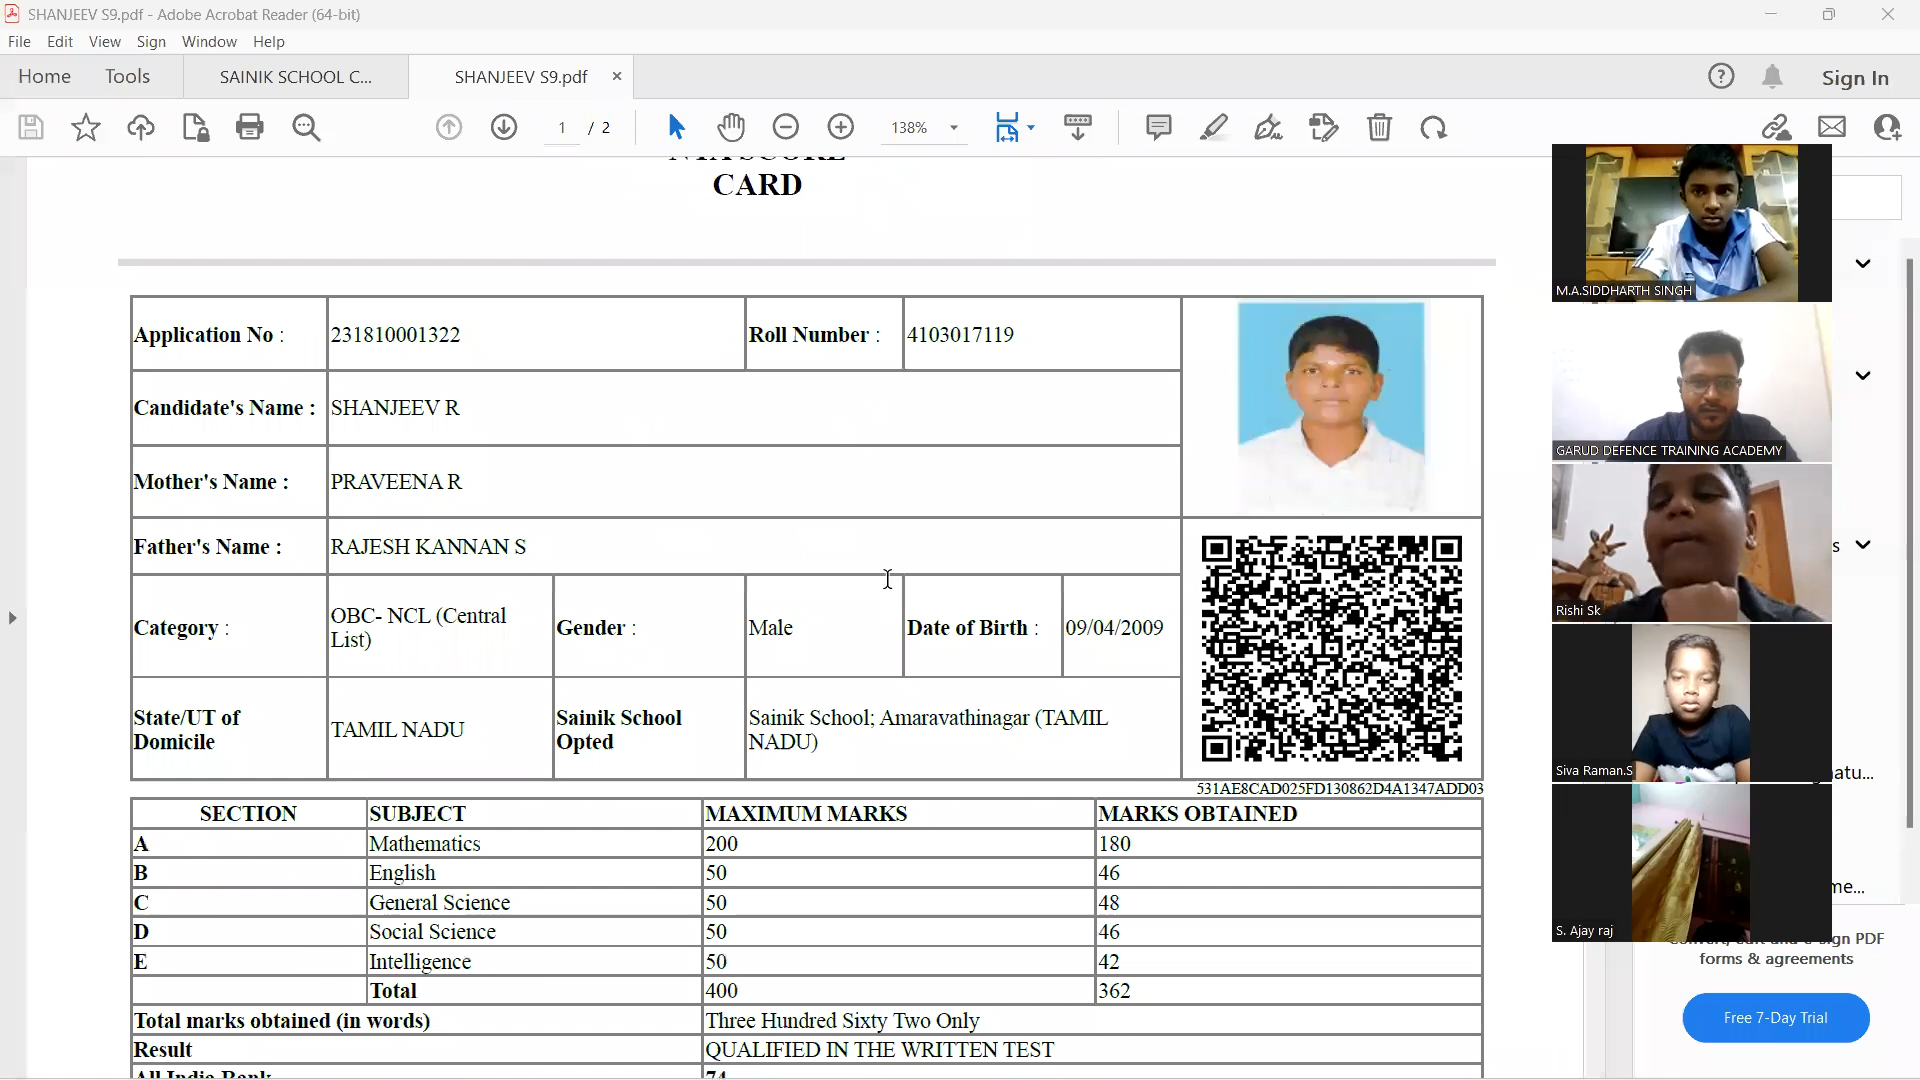 SHANJEEV S9.pdf - Adobe Acrobat Reader (64-bit)
File Edit View Sign Window Help
Home Tools SAINIK SCHOOL C... SHANJEEV S9.pdf × Sign In
1 / 2 138%
CARD
Application No : 231810001322 Roll Number : 4103017119
Candidate's Name : SHANJEEV R
Mother's Name : PRAVEENA R
Father's Name : RAJESH KANNAN S
Category : OBC- NCL (Central List) Gender : Male Date of Birth : 09/04/2009
State/UT of Domicile TAMIL NADU Sainik School Opted Sainik School; Amaravathinagar (TAMIL NADU)
531AE8CAD025FD130862D4A1347ADD03
SECTION SUBJECT MAXIMUM MARKS MARKS OBTAINED
A Mathematics 200 180
B English 50 46
C General Science 50 48
D Social Science 50 46
E Intelligence 50 42
Total 400 362
Total marks obtained (in words) Three Hundred Sixty Two Only
Result QUALIFIED IN THE WRITTEN TEST
All India Rank 74
M.A.SIDDHARTH SINGH
GARUD DEFENCE TRAINING ACADEMY
Rishi Sk
s
Siva Raman.S
atu...
me...
S. Ajay raj
Convert, edit and e-sign PDF
forms & agreements
Free 7-Day Trial